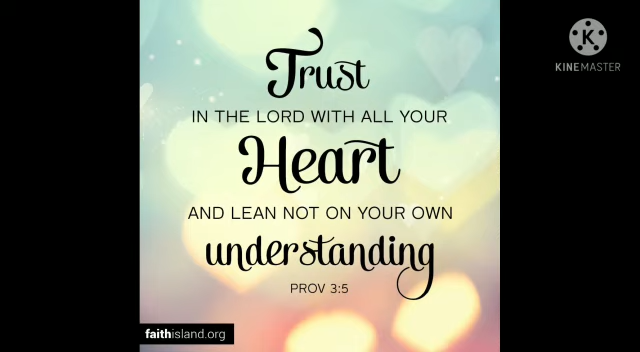 Trust
IN THE LORD WITH ALL YOUR
Heart
AND LEAN NOT ON YOUR OWN
understanding
PROV 3:5
faithisland.org
K
KINEMASTER